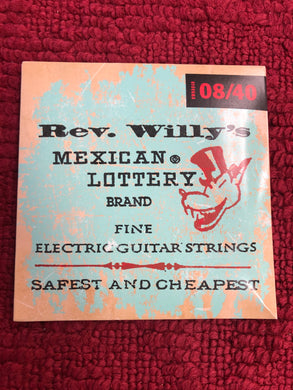 08/40
Rev. Willy's
MEXICAN®
LOTTERY
BRAND
FINE
ELECTRIC GUITAR STRINGS
SAFEST AND CHEAPEST